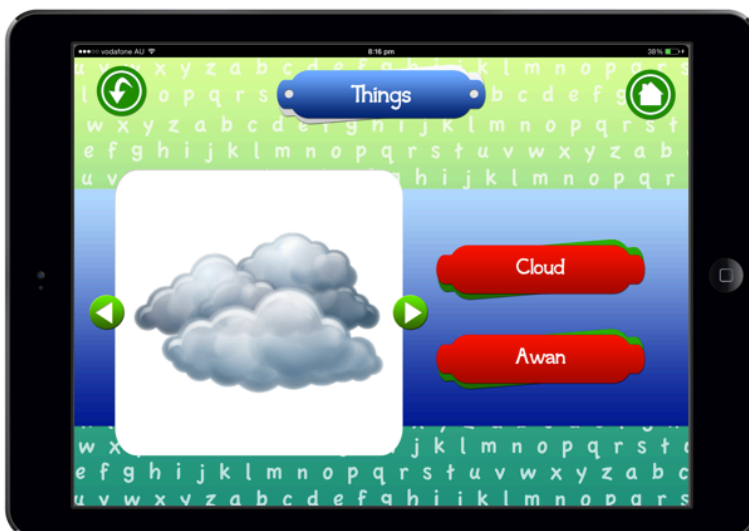 vodafone AU 8:16 pm 38%
x y z a b c d e k l m n o p q r s
Things
l o p q r s b c d e f g
w x y z a b c d e f g h i j k l m n o p q r s t
e f g h i j k l m n o p q r s t u v w x y z a b
u v h i j k l m n o p q r
Cloud
Awan
w x j k l m n o p q r s t
e f g h i j k l m n o p q r s t u v w x y z a b c
u v w x y z a b c d e f g h i j k l m n o p q r s